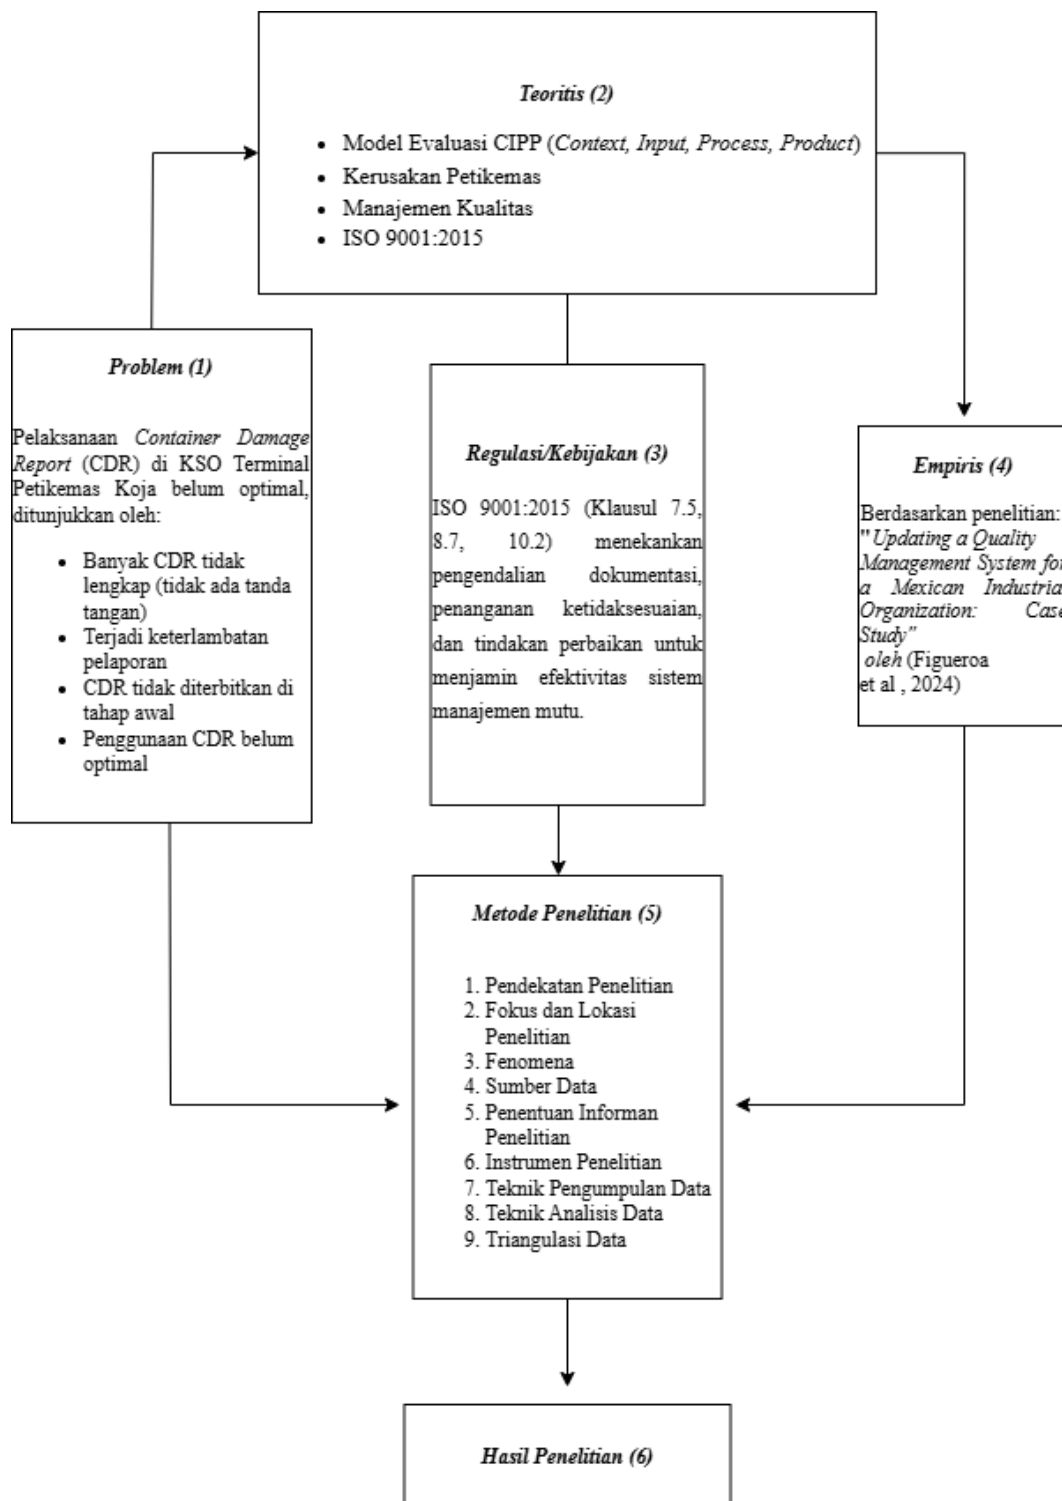 Teoritis (2)
• Model Evaluasi CIPP (Context, Input, Process, Product)
• Kerusakan Petikemas
• Manajemen Kualitas
• ISO 9001:2015
Problem (1)
Pelaksanaan Container Damage
Report (CDR) di KSO Terminal
Petikemas Koja belum optimal,
ditunjukkan oleh:
• Banyak CDR tidak
lengkap (tidak ada tanda
tangan)
• Terjadi keterlambatan
pelaporan
• CDR tidak diterbitkan di
tahap awal
• Penggunaan CDR belum
optimal
Regulasi/Kebijakan (3)
ISO 9001:2015 (Klausul 7.5,
8.7, 10.2) menekankan
pengendalian dokumentasi,
penanganan ketidaksesuaian,
dan tindakan perbaikan untuk
menjamin efektivitas sistem
manajemen mutu.
Empiris (4)
Berdasarkan penelitian:
"Updating a Quality
Management System for
a Mexican Industrial
Organization: Case
Study"
oleh (Figueroa
et al , 2024)
Metode Penelitian (5)
1. Pendekatan Penelitian
2. Fokus dan Lokasi
Penelitian
3. Fenomena
4. Sumber Data
5. Penentuan Informan
Penelitian
6. Instrumen Penelitian
7. Teknik Pengumpulan Data
8. Teknik Analisis Data
9. Triangulasi Data
Hasil Penelitian (6)